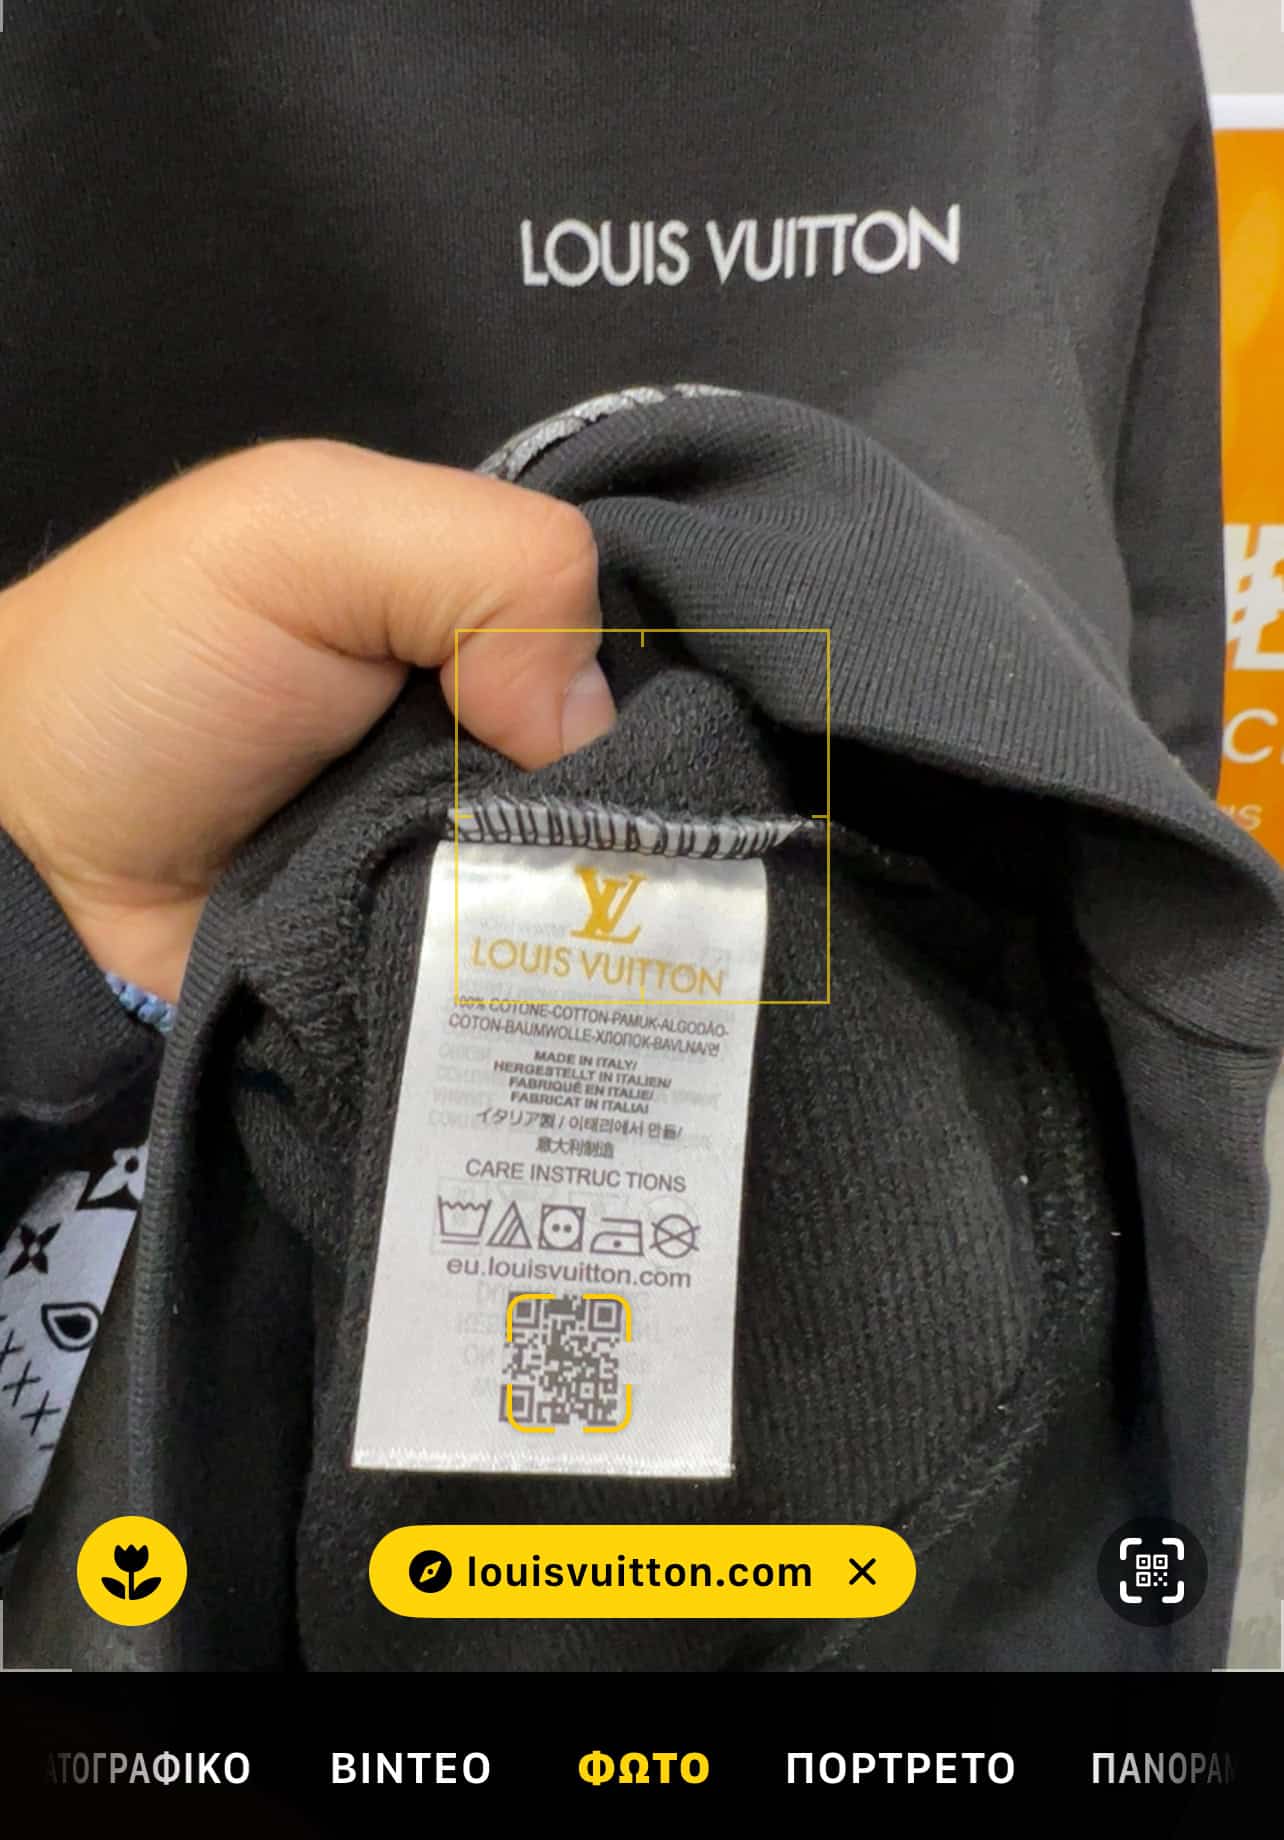 LOUIS VUITTON
LV
LOUIS VUITTON
100% COTONE-COTTON-PAMUK-ALGODÃO-
COTON-BAUMWOLLE-ХЛОПОК-BAVLNA/면
MADE IN ITALY/
HERGESTELLT IN ITALIEN/
FABRIQUÉ EN ITALIE/
FABRICAT IN ITALIAI
イタリア製 / 이태리에서 만듦/
意大利制造
CARE INSTRUC TIONS
eu.louisvuitton.com
louisvuitton.com
ΒΙΝΤΕΟ
ΦΩΤΟ
ΠΟΡΤΡΕΤΟ